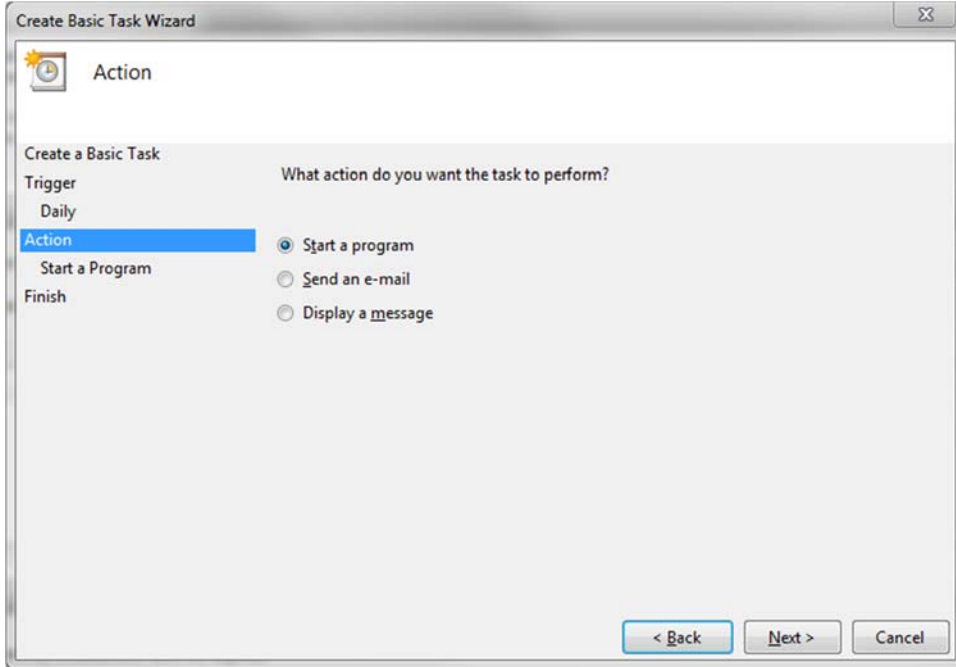 Create Basic Task Wizard
Action
Create a Basic Task
Trigger
Daily
Action
Start a Program
Finish
What action do you want the task to perform?
Start a program
Send an e-mail
Display a message
< Back
Next >
Cancel